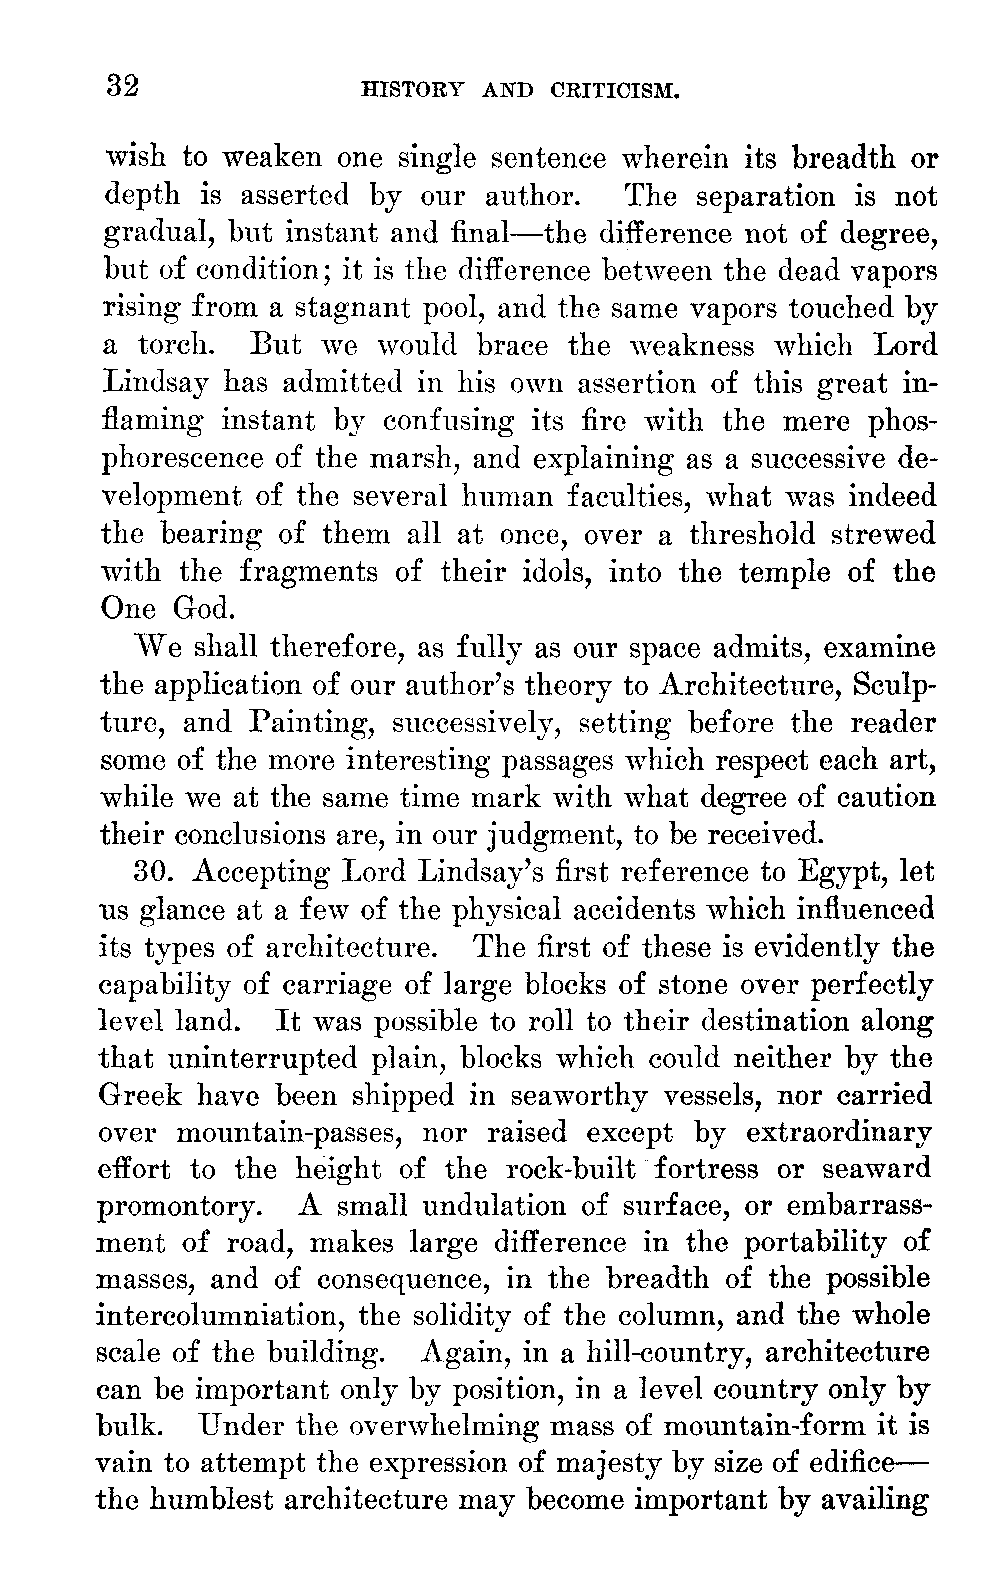 32 HISTORY AND CRITICISM.
wish to weaken one single sentence wherein its breadth or
depth is asserted by our author. The separation is not
gradual, but instant and final—the difference not of degree,
but of condition; it is the difference between the dead vapors
rising from a stagnant pool, and the same vapors touched by
a torch. But we would brace the weakness which Lord
Lindsay has admitted in his own assertion of this great in-
flaming instant by confusing its fire with the mere phos-
phorescence of the marsh, and explaining as a successive de-
velopment of the several human faculties, what was indeed
the bearing of them all at once, over a threshold strewed
with the fragments of their idols, into the temple of the
One God.
We shall therefore, as fully as our space admits, examine
the application of our author's theory to Architecture, Sculp-
ture, and Painting, successively, setting before the reader
some of the more interesting passages which respect each art,
while we at the same time mark with what degree of caution
their conclusions are, in our judgment, to be received.
30. Accepting Lord Lindsay's first reference to Egypt, let
us glance at a few of the physical accidents which influenced
its types of architecture. The first of these is evidently the
capability of carriage of large blocks of stone over perfectly
level land. It was possible to roll to their destination along
that uninterrupted plain, blocks which could neither by the
Greek have been shipped in seaworthy vessels, nor carried
over mountain-passes, nor raised except by extraordinary
effort to the height of the rock-built fortress or seaward
promontory. A small undulation of surface, or embarrass-
ment of road, makes large difference in the portability of
masses, and of consequence, in the breadth of the possible
intercolumniation, the solidity of the column, and the whole
scale of the building. Again, in a hill-country, architecture
can be important only by position, in a level country only by
bulk. Under the overwhelming mass of mountain-form it is
vain to attempt the expression of majesty by size of edifice—
the humblest architecture may become important by availing